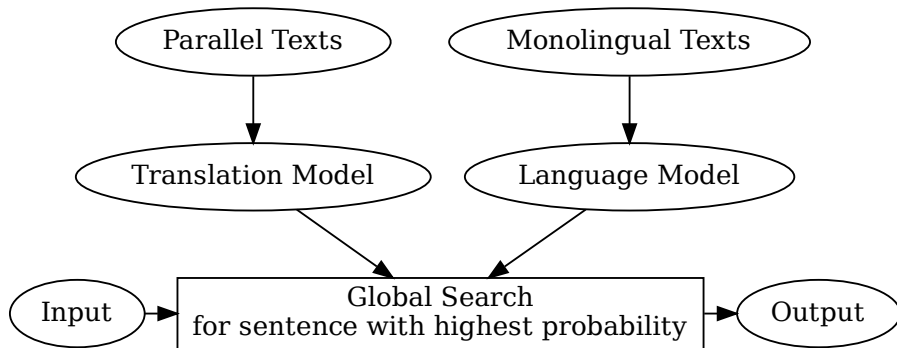 Parallel Texts
Monolingual Texts
Translation Model
Language Model
Input
Global Search
for sentence with highest probability
Output